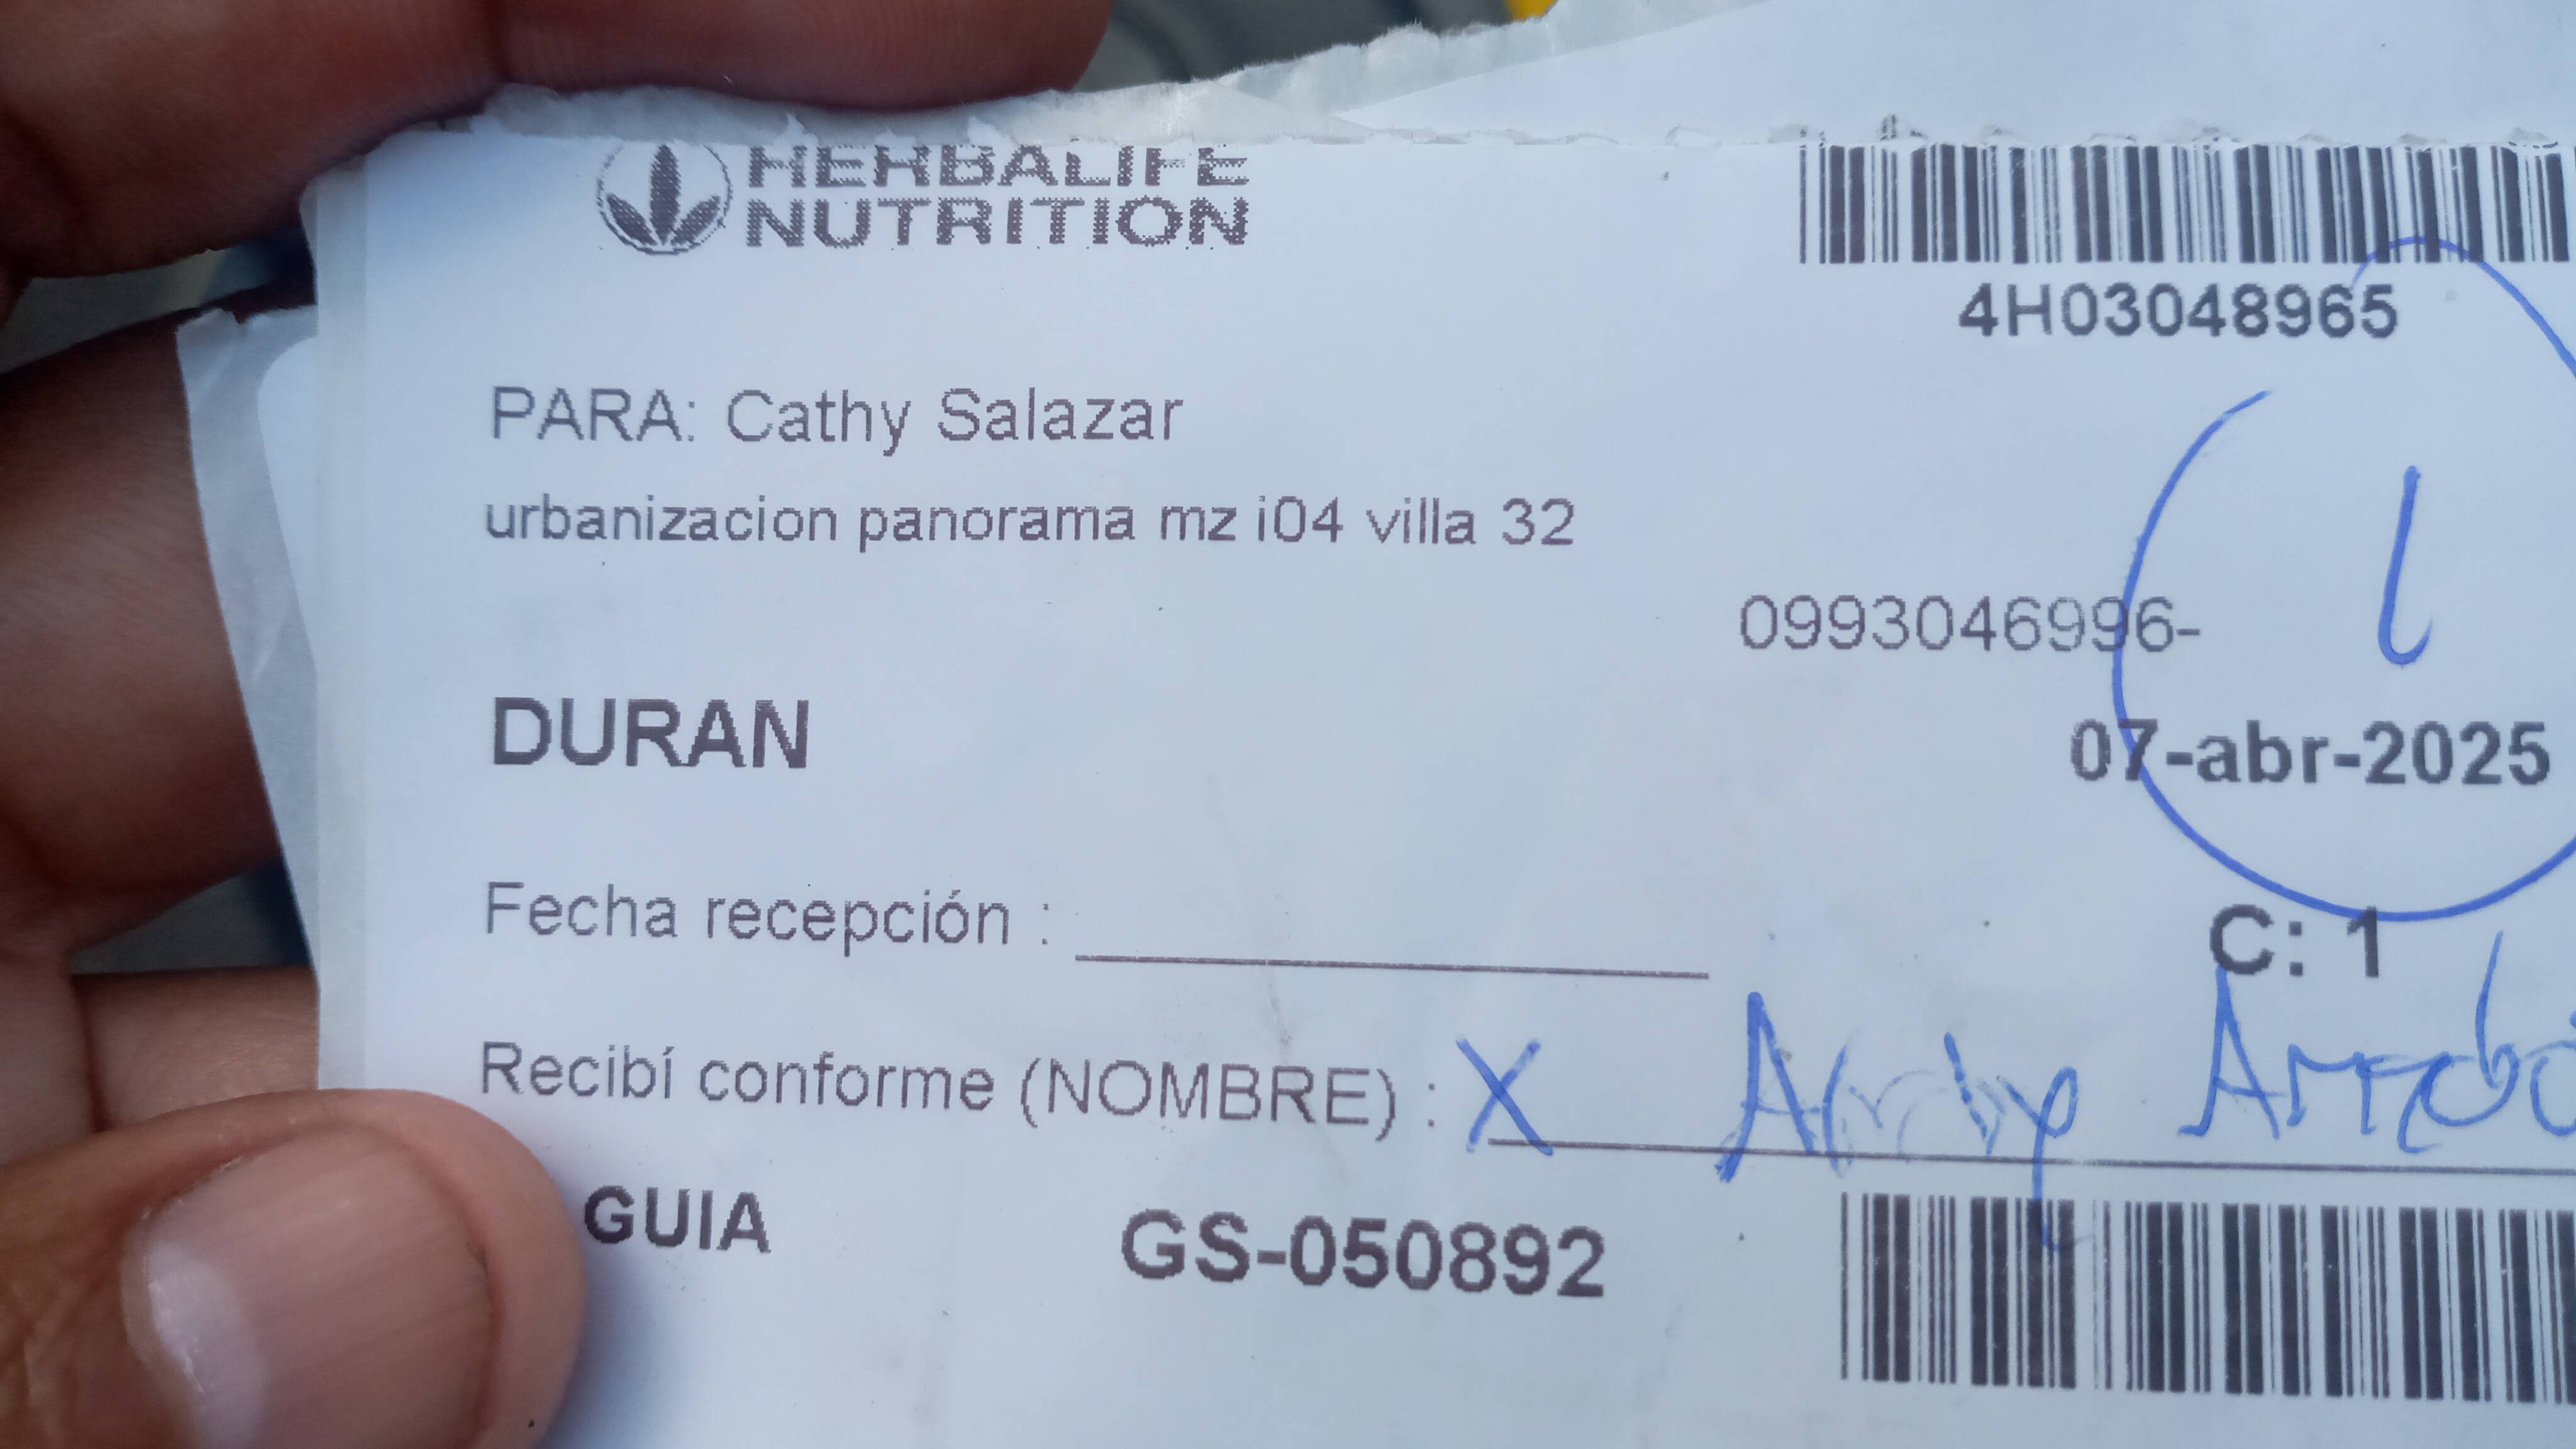 HERBALIFE
NUTRITION
4H03048965
PARA: Cathy Salazar
urbanizacion panorama mz i04 villa 32
0993046996-
l
DURAN
07-abr-2025
C: 1
Fecha recepción :
Recibí conforme (NOMBRE) : X
GUIA GS-050892